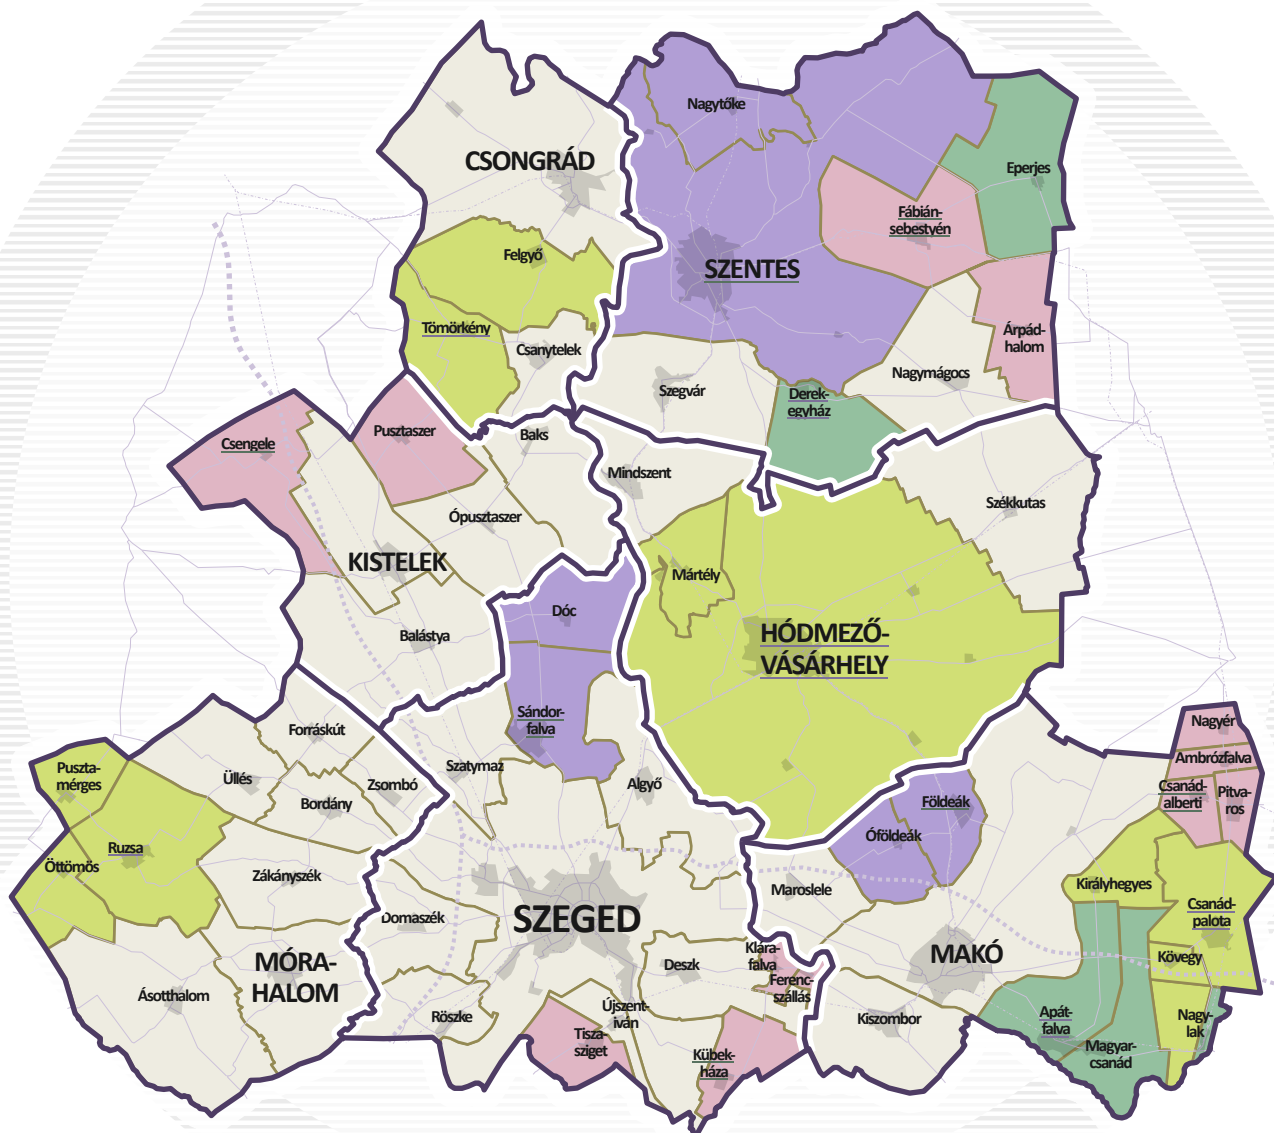 Nagytőke
CSONGRÁD
Eperjes
Fábián-
sebestyén
Felgyő
SZENTES
Tömörkény
Csanytelek
Árpád-
halom
Nagymágocs
Szegvár
Derek-
egyház
Csengele
Pusztaszer
Baks
Mindszent
Székkutas
Ópusztaszer
KISTELEK
Mártély
Dóc
Balástya
HÓDMEZŐ-
VÁSÁRHELY
Sándor-
falva
Forráskút
Nagyér
Ambrózfalva
Puszta-
mérges
Üllés
Zsombó
Szatymaz
Algyő
Csanád-
alberti
Pitva-
ros
Bordány
Földeák
Óföldeák
Ruzsa
Öttömös
Zákányszék
Maroslele
Királyhegyes
Csanád-
palota
Domaszék
SZEGED
MAKÓ
Klára-
falva
Kövegy
Deszk
Ferenc-
szállás
MÓRA-
HALOM
Ásotthalom
Röszke
Újszent-
iván
Kiszombor
Apát-
falva
Nagy-
lak
Tisza-
sziget
Kübek-
háza
Magyar-
csanád